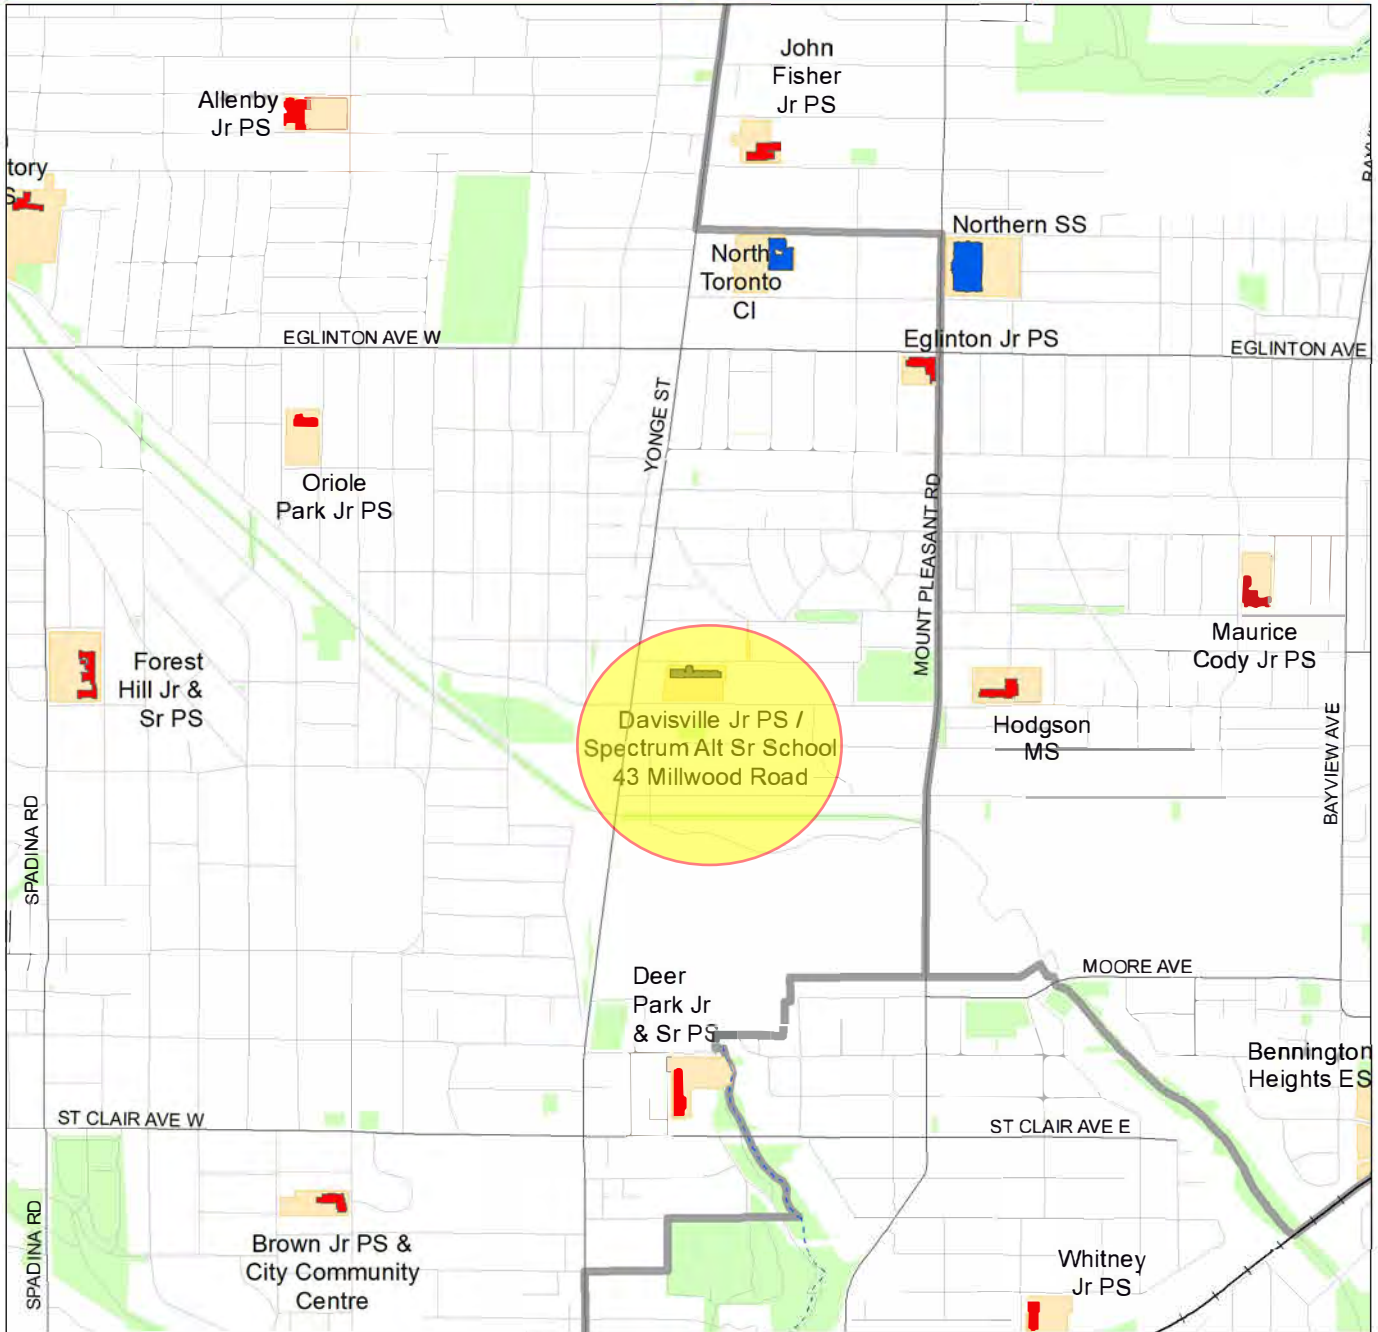 John
Fisher
Jr PS
Allenby
Jr PS
tory
Northern SS
North
Toronto
CI
EGLINTON AVE W
Eglinton Jr PS
EGLINTON AVE
YONGE ST
Oriole
Park Jr PS
MOUNT PLEASANT RD
Maurice
Cody Jr PS
Forest
Hill Jr &
Sr PS
Davisville Jr PS /
Spectrum Alt Sr School
43 Millwood Road
Hodgson
MS
BAYVIEW AVE
SPADINA RD
Deer
Park Jr
& Sr PS
MOORE AVE
Bennington
Heights ES
ST CLAIR AVE W
ST CLAIR AVE E
SPADINA RD
Brown Jr PS &
City Community
Centre
Whitney
Jr PS